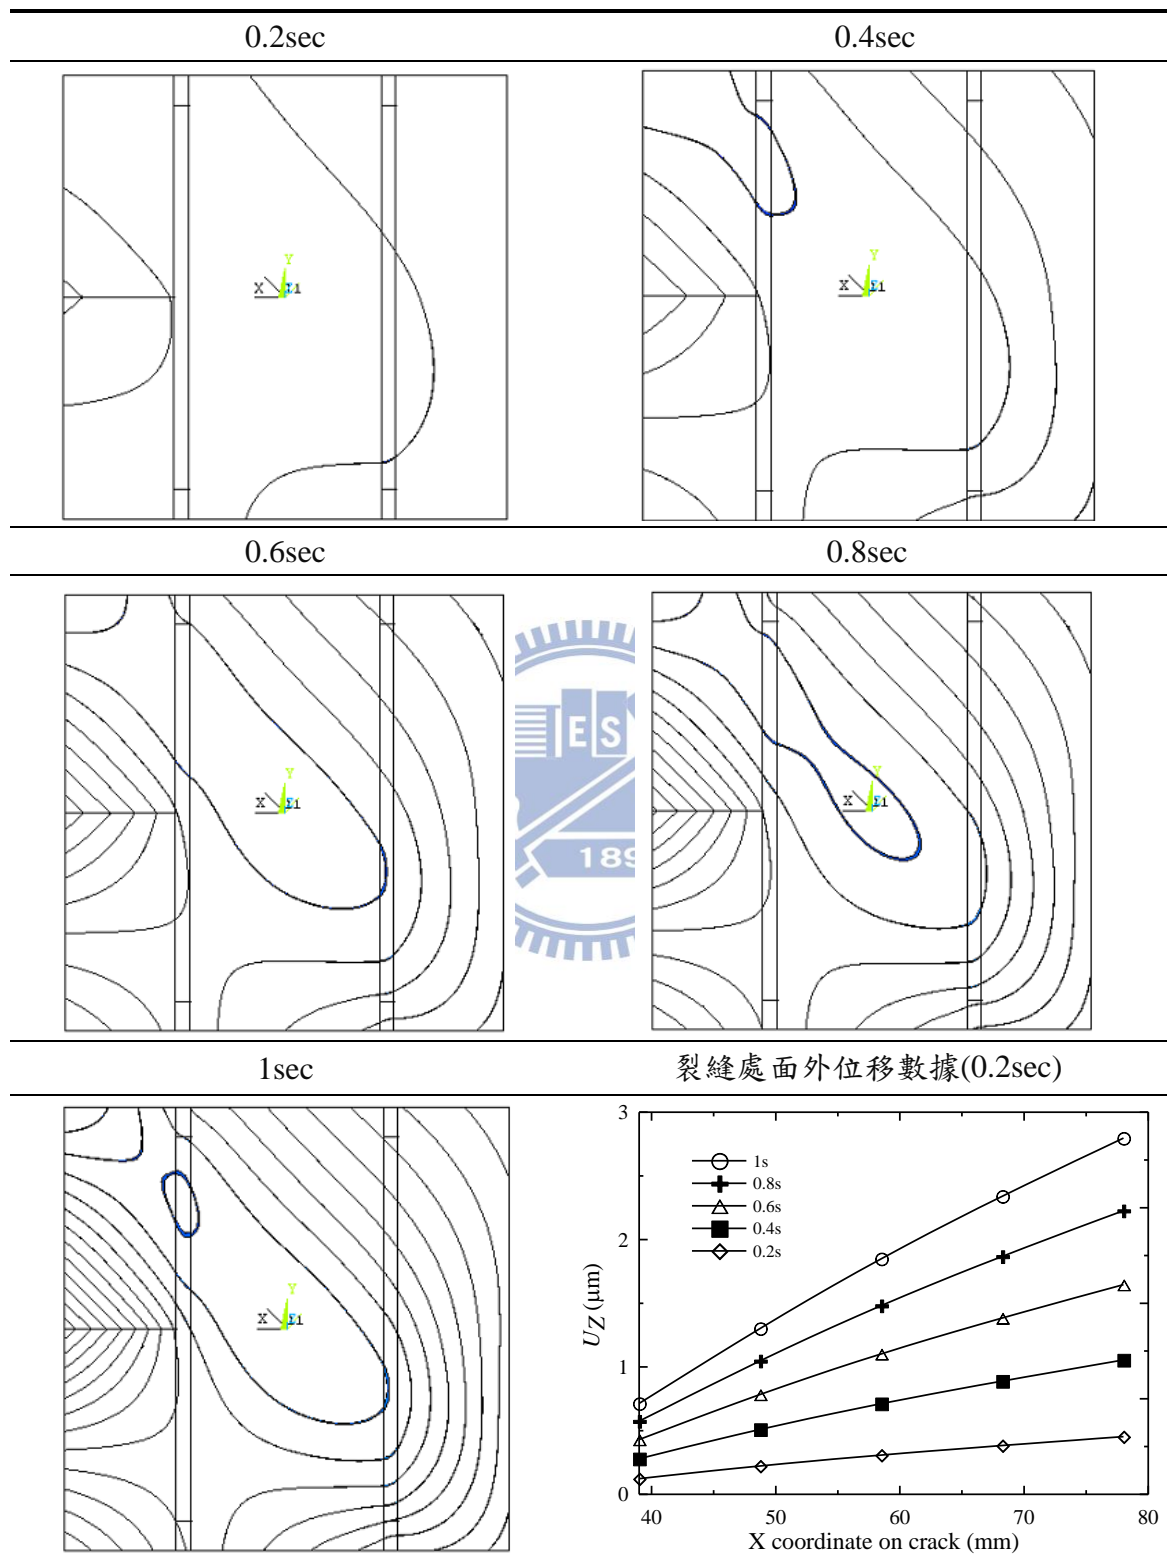 0.2sec
0.4sec
Y
X
Z1
Y
X
Z1
0.6sec
0.8sec
Y
X
Z1
ES
189
Y
X
Z1
1sec
裂縫處面外位移數據(0.2sec)
Y
X
Z1
3
2
1
0
UZ (μm)
1s
0.8s
0.6s
0.4s
0.2s
40 50 60 70 80
X coordinate on crack (mm)